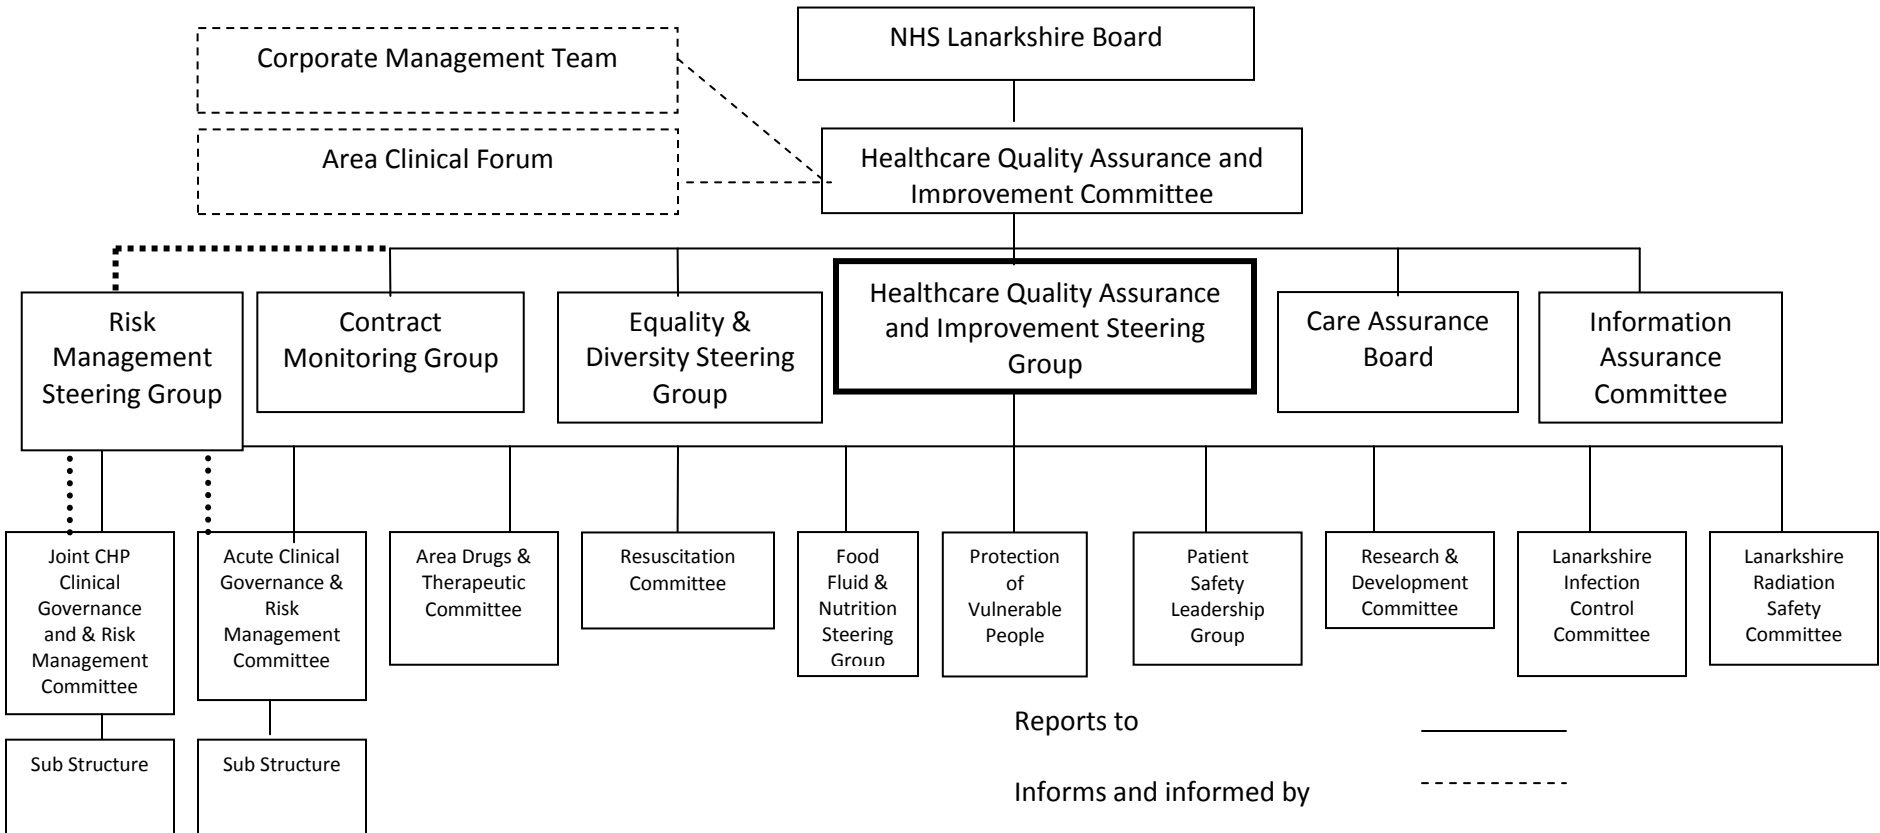 NHS Lanarkshire Board
Corporate Management Team
Area Clinical Forum
Healthcare Quality Assurance and
Improvement Committee
Risk
Management
Steering Group
Contract
Monitoring Group
Equality &
Diversity Steering
Group
Healthcare Quality Assurance
and Improvement Steering
Group
Care Assurance
Board
Information
Assurance
Committee
Joint CHP
Clinical
Governance
and & Risk
Management
Committee
Acute Clinical
Governance &
Risk
Management
Committee
Area Drugs &
Therapeutic
Committee
Resuscitation
Committee
Food
Fluid &
Nutrition
Steering
Group
Protection
of
Vulnerable
People
Patient
Safety
Leadership
Group
Research &
Development
Committee
Lanarkshire
Infection
Control
Committee
Lanarkshire
Radiation
Safety
Committee
Sub Structure
Sub Structure
Reports to
Informs and informed by